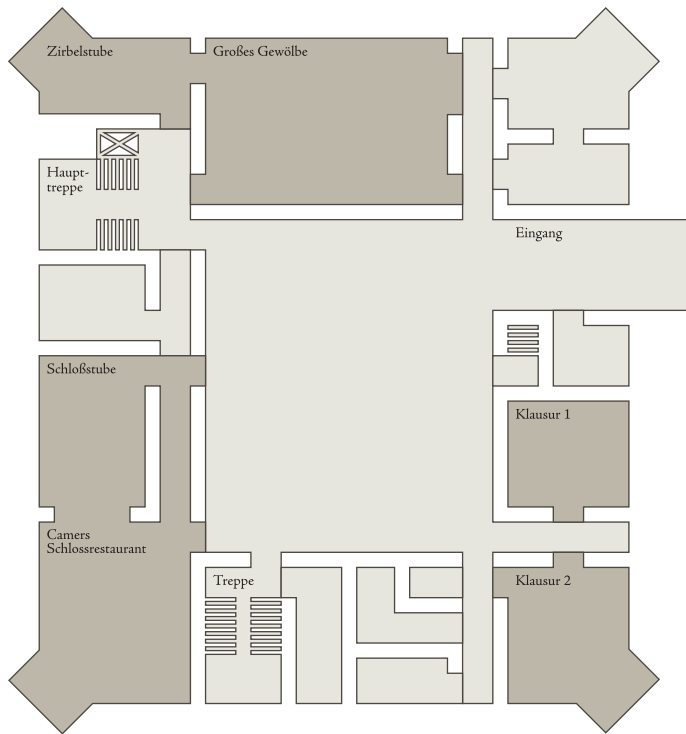 Zirbelstube
Großes Gewölbe
Haupt-
treppe
Eingang
Schloßstube
Klausur 1
Camers
Schlossrestaurant
Treppe
Klausur 2